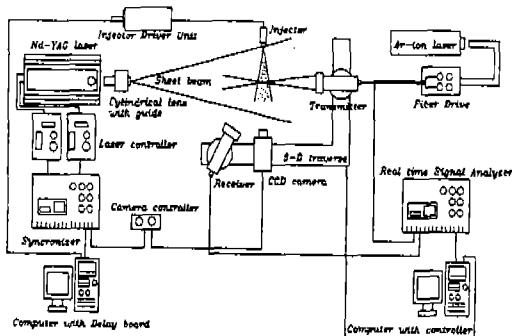 Injector Driver Unit
Nd-YAG laser
Injector
Ar-ion laser
Sheet beam
Cylindrical lens
with guide
Transmitter
Fiber Drive
Laser controller
3-D traverse
Receiver
CCD camera
Real time Signal Analyzer
Camera controller
Syncronizer
Computer with Delay board
Computer with controller